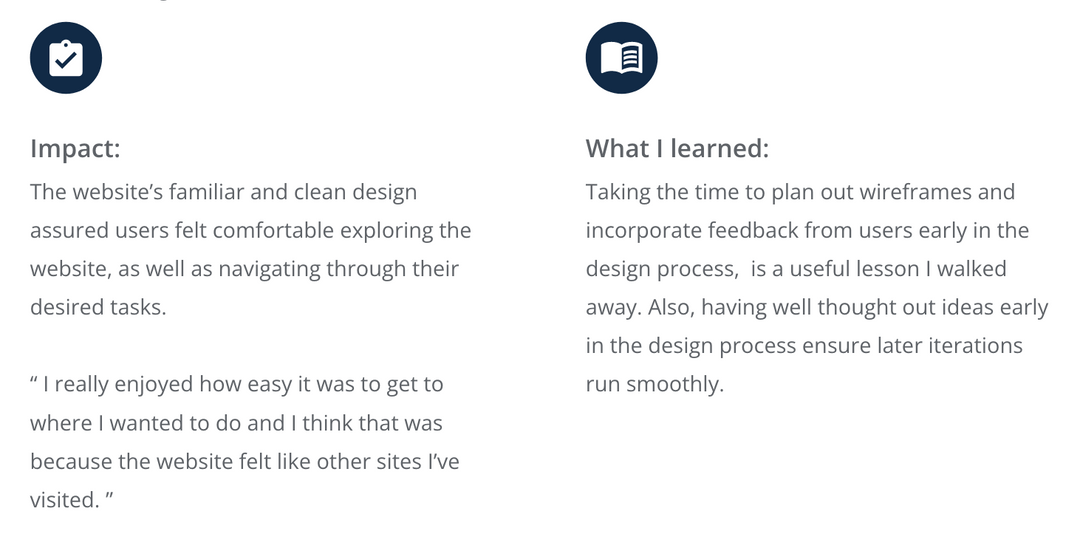 Impact:
The website’s familiar and clean design
assured users felt comfortable exploring the
website, as well as navigating through their
desired tasks.
“ I really enjoyed how easy it was to get to
where I wanted to do and I think that was
because the website felt like other sites I’ve
visited. ”
What I learned:
Taking the time to plan out wireframes and
incorporate feedback from users early in the
design process,  is a useful lesson I walked
away. Also, having well thought out ideas early
in the design process ensure later iterations
run smoothly.